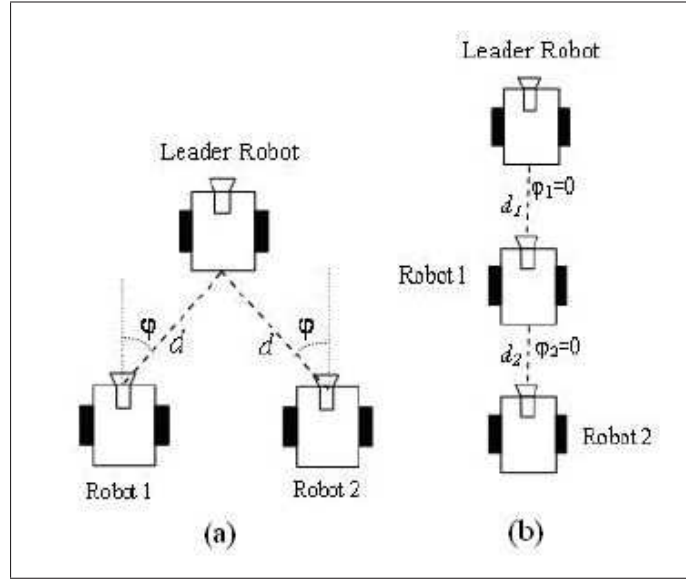 Leader Robot
φ
φ
d
d
Robot 1
Robot 2
(a)
Leader Robot
φ₁=0
d₁
Robot 1
d₂
φ₂=0
Robot 2
(b)